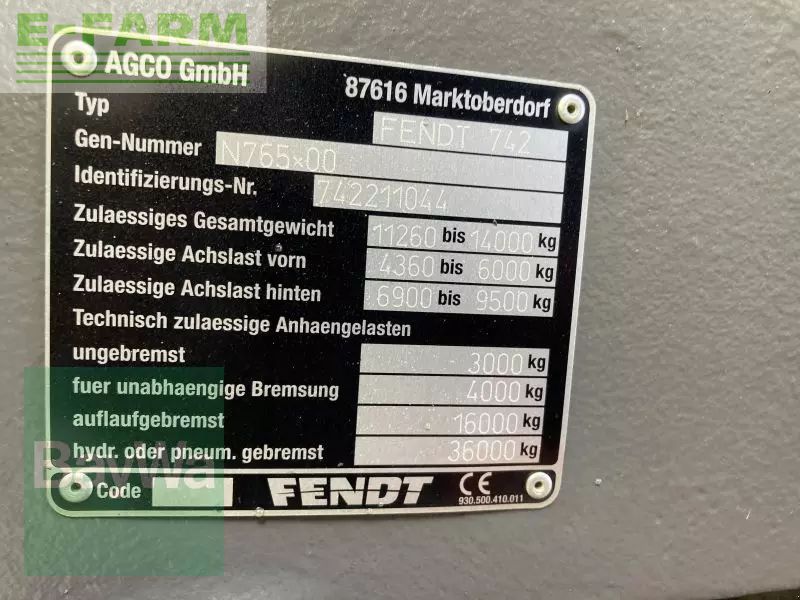 E-FARM
AGCO GmbH
87616 Marktoberdorf
Typ FENDT 742
Gen-Nummer N765×00
Identifizierungs-Nr. 742211044
Zulaessiges Gesamtgewicht 11260 bis 14000 kg
Zulaessige Achslast vorn 4360 bis 6000 kg
Zulaessige Achslast hinten 6900 bis 9500 kg
Technisch zulaessige Anhaengelasten
ungebremst 3000 kg
fuer unabhaengige Bremsung 4000 kg
auflaufgebremst 16000 kg
hydr. oder pneum. gebremst 36000 kg
BayWa
Code FENDT CE
930.500.410.011